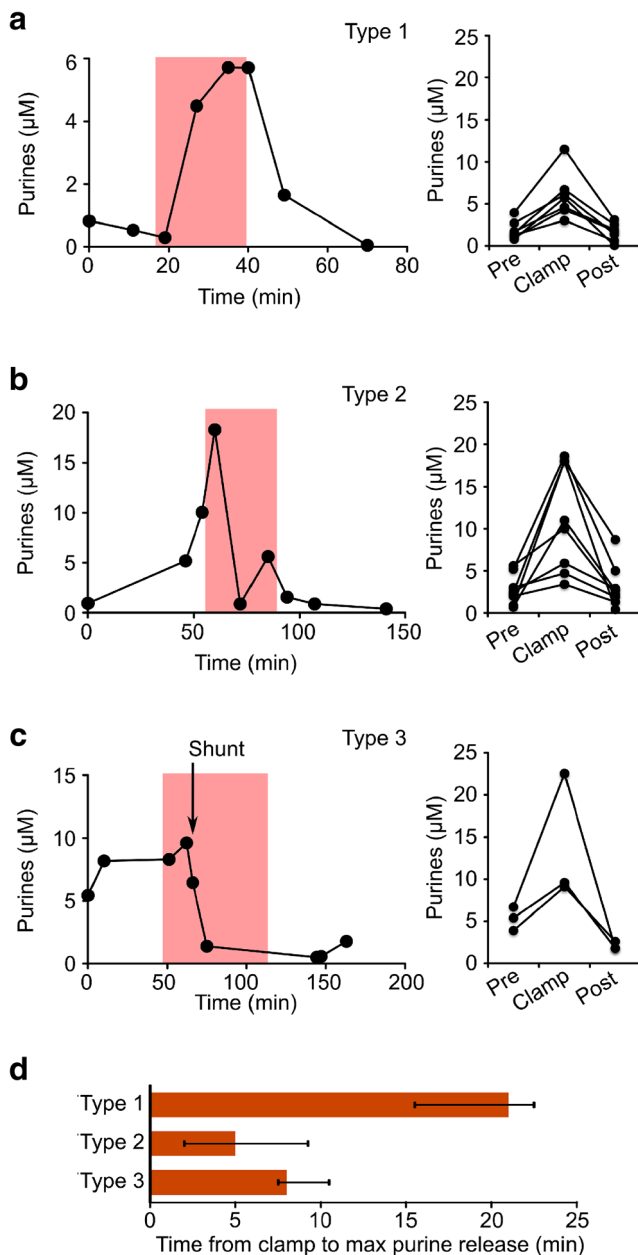 a
Type 1
Purines (µM)
6
4
2
0
0 20 40 60 80
Time (min)
Purines (µM)
25
20
15
10
5
0
Pre Clamp Post
b
Type 2
Purines (µM)
20
15
10
5
0
0 50 100 150
Time (min)
Purines (µM)
25
20
15
10
5
0
Pre Clamp Post
c
Type 3
Shunt
Purines (µM)
15
10
5
0
0 50 100 150 200
Time (min)
Purines (µM)
25
20
15
10
5
0
Pre Clamp Post
d
Type 1
Type 2
Type 3
0 5 10 15 20 25
Time from clamp to max purine release (min)